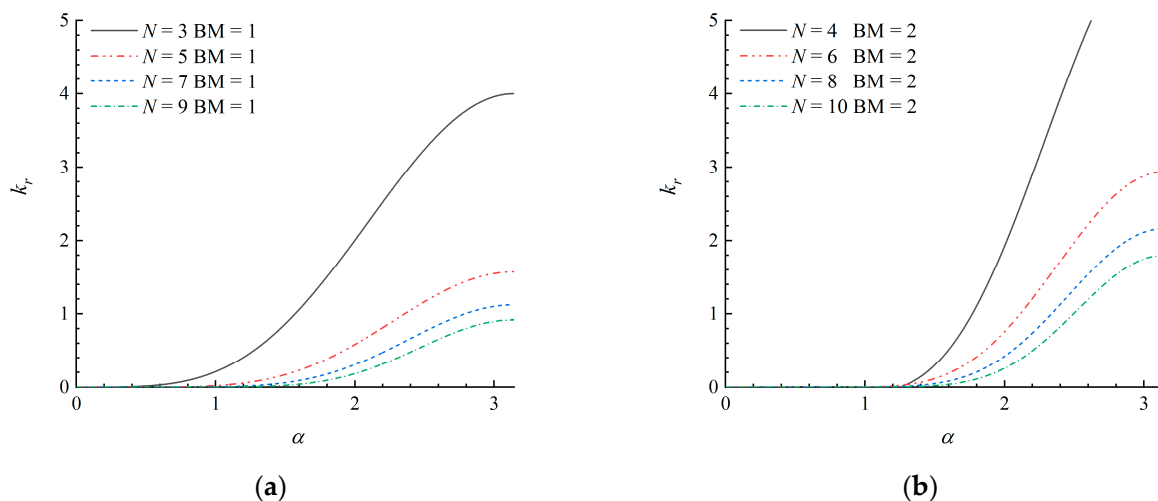 5
4
3
2
1
0
k_r
N = 3 BM = 1
N = 5 BM = 1
N = 7 BM = 1
N = 9 BM = 1
0 1 2 3
α
(a)
5
4
3
2
1
0
k_r
N = 4 BM = 2
N = 6 BM = 2
N = 8 BM = 2
N = 10 BM = 2
0 1 2 3
α
(b)